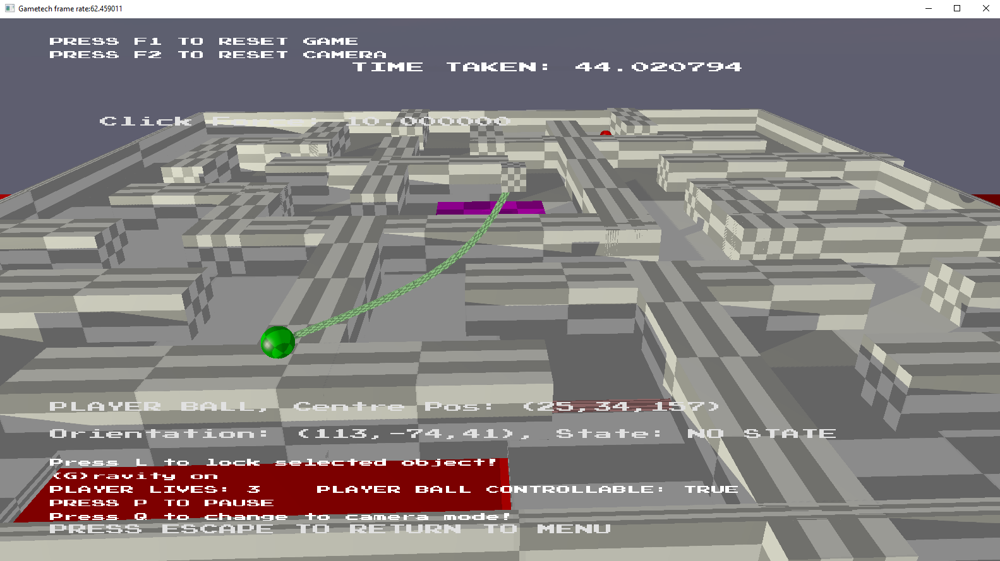 Gametech frame rate:62.459011
PRESS F1 TO RESET GAME
PRESS F2 TO RESET CAMERA
TIME TAKEN: 44.020794
Click Force: 10.000000
PLAYER BALL, Centre Pos: (25,34,157)
Orientation: (113,-74,41), State: NO STATE
Press L to lock selected object!
(G)ravity on
PLAYER LIVES: 3 PLAYER BALL CONTROLLABLE: TRUE
PRESS P TO PAUSE
Press Q to change to camera mode!
PRESS ESCAPE TO RETURN TO MENU